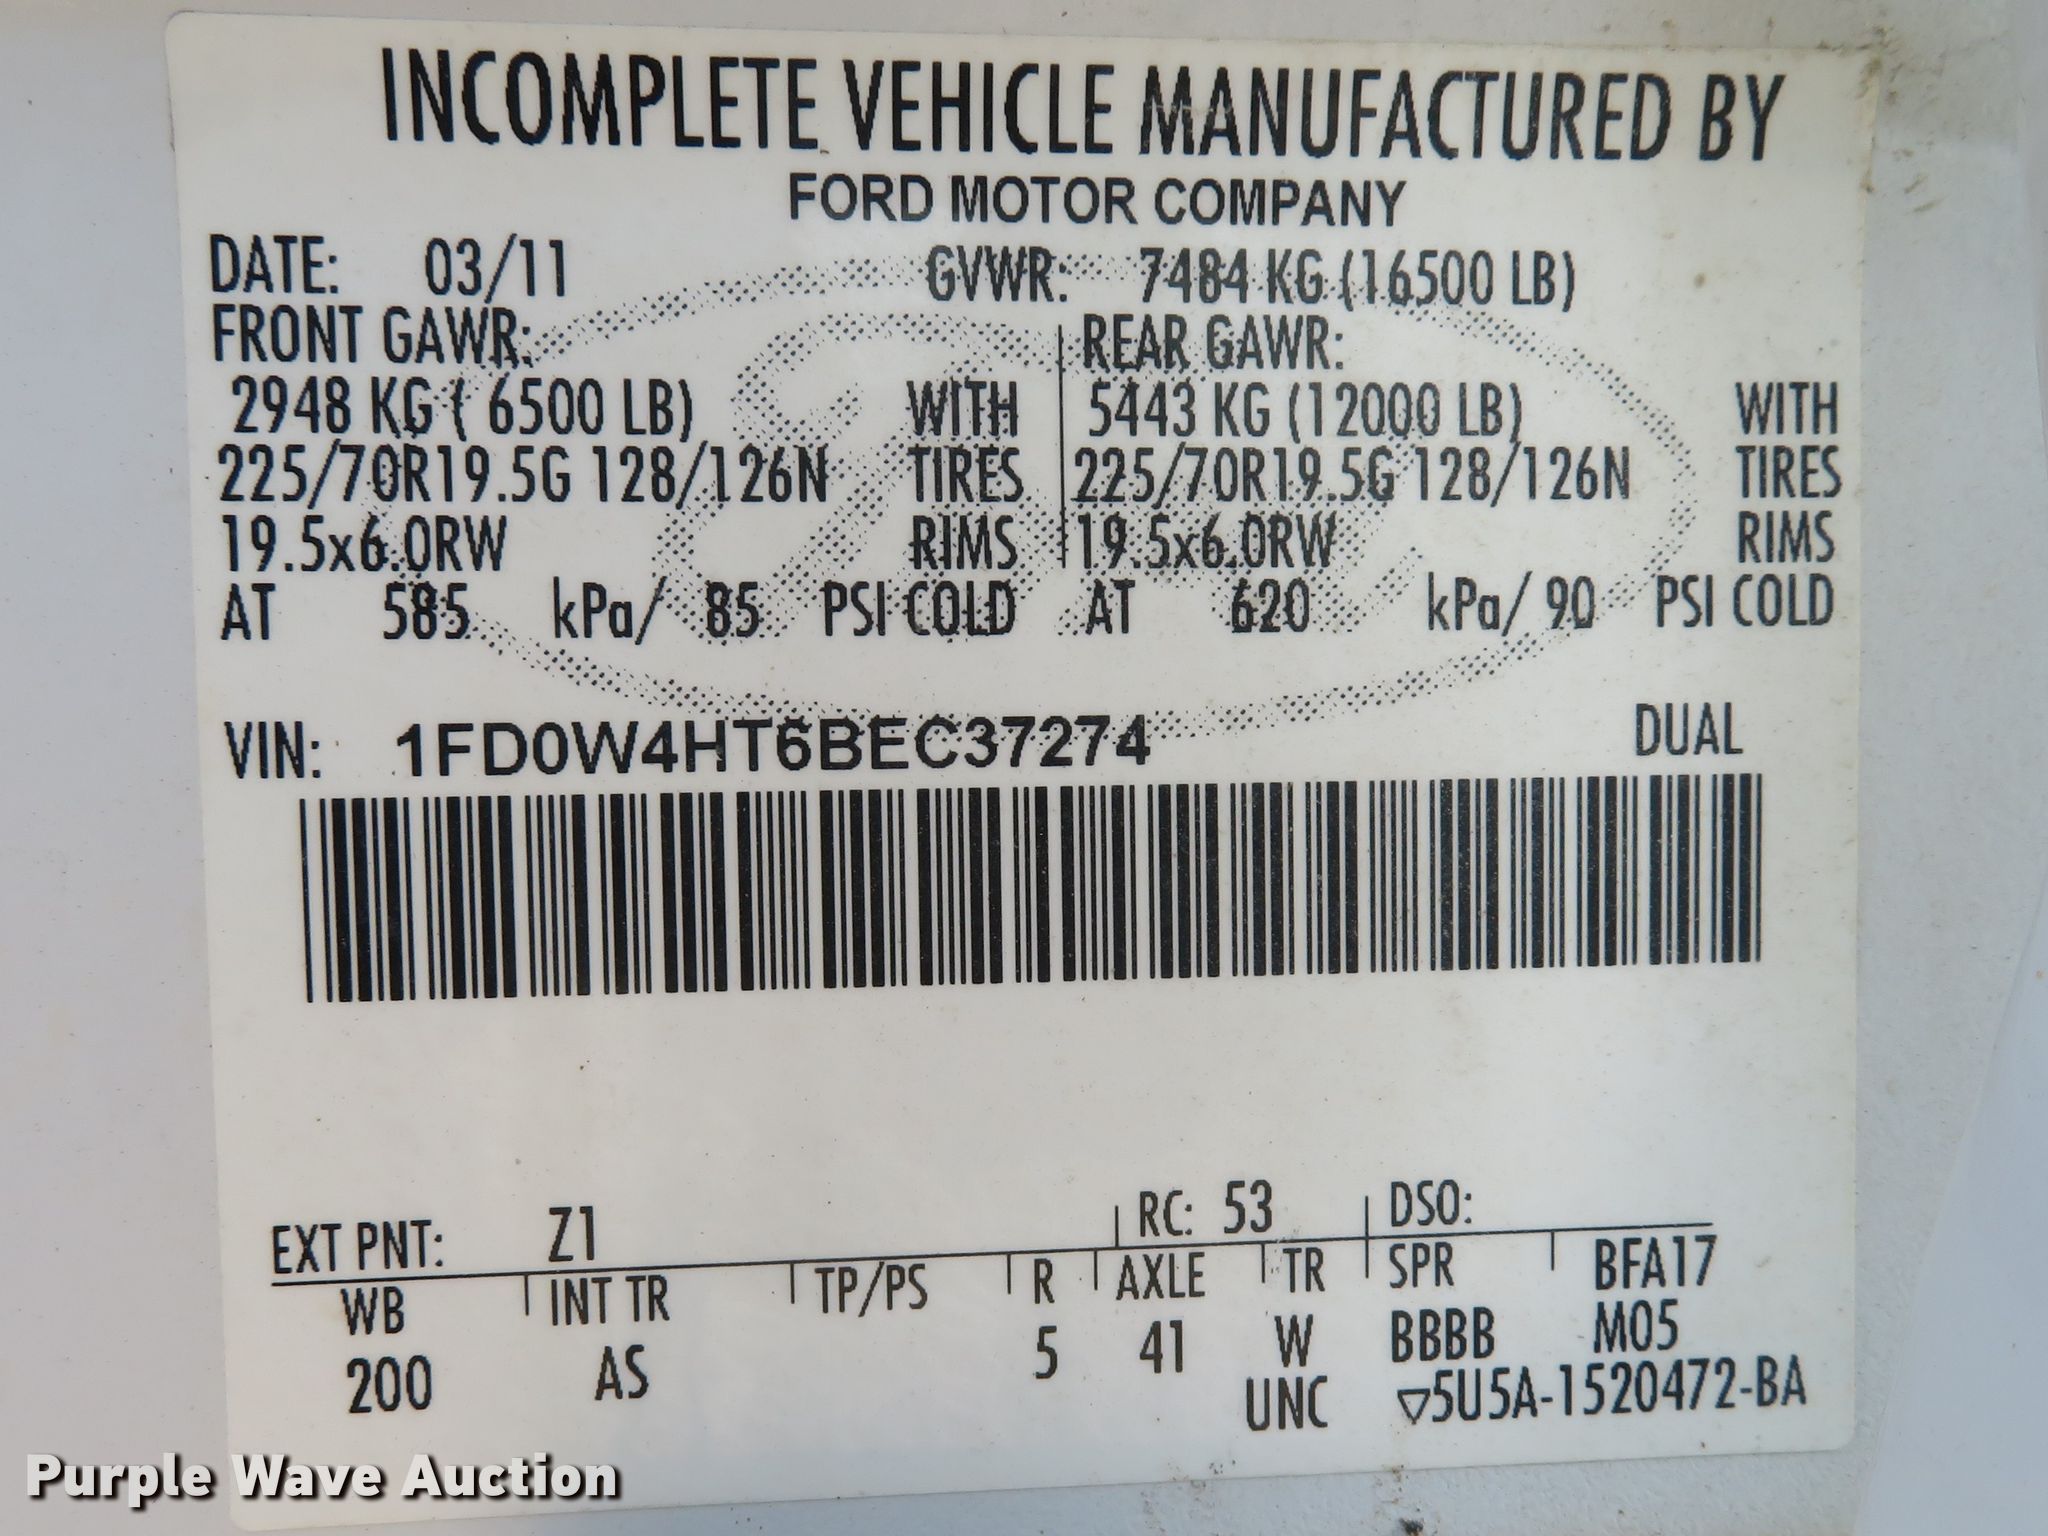 INCOMPLETE VEHICLE MANUFACTURED BY
FORD MOTOR COMPANY
DATE: 03/11 GVWR: 7484 KG (16500 LB)
FRONT GAWR: REAR GAWR:
2948 KG ( 6500 LB) WITH 5443 KG (12000 LB) WITH
225/70R19.5G 128/126N TIRES 225/70R19.5G 128/126N TIRES
19.5x6.0RW RIMS 19.5x6.0RW RIMS
AT 585 kPa/ 85 PSI COLD AT 620 kPa/ 90 PSI COLD
VIN: 1FD0W4HT6BEC37274 DUAL
EXT PNT: Z1 RC: 53 DSO:
WB INT TR TP/PS R AXLE TR SPR BFA17
200 AS 5 41 W BBBB M05
UNC ▽5U5A-1520472-BA
Purple Wave Auction